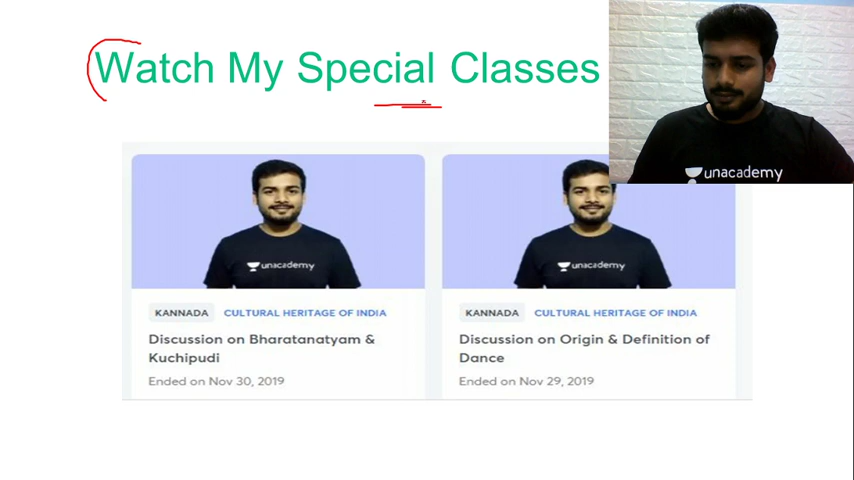 Watch My Special Classes
unacademy
unacademy
unacademy
KANNADA CULTURAL HERITAGE OF INDIA
Discussion on Bharatanatyam &
Kuchipudi
Ended on Nov 30, 2019
KANNADA CULTURAL HERITAGE OF INDIA
Discussion on Origin & Definition of
Dance
Ended on Nov 29, 2019